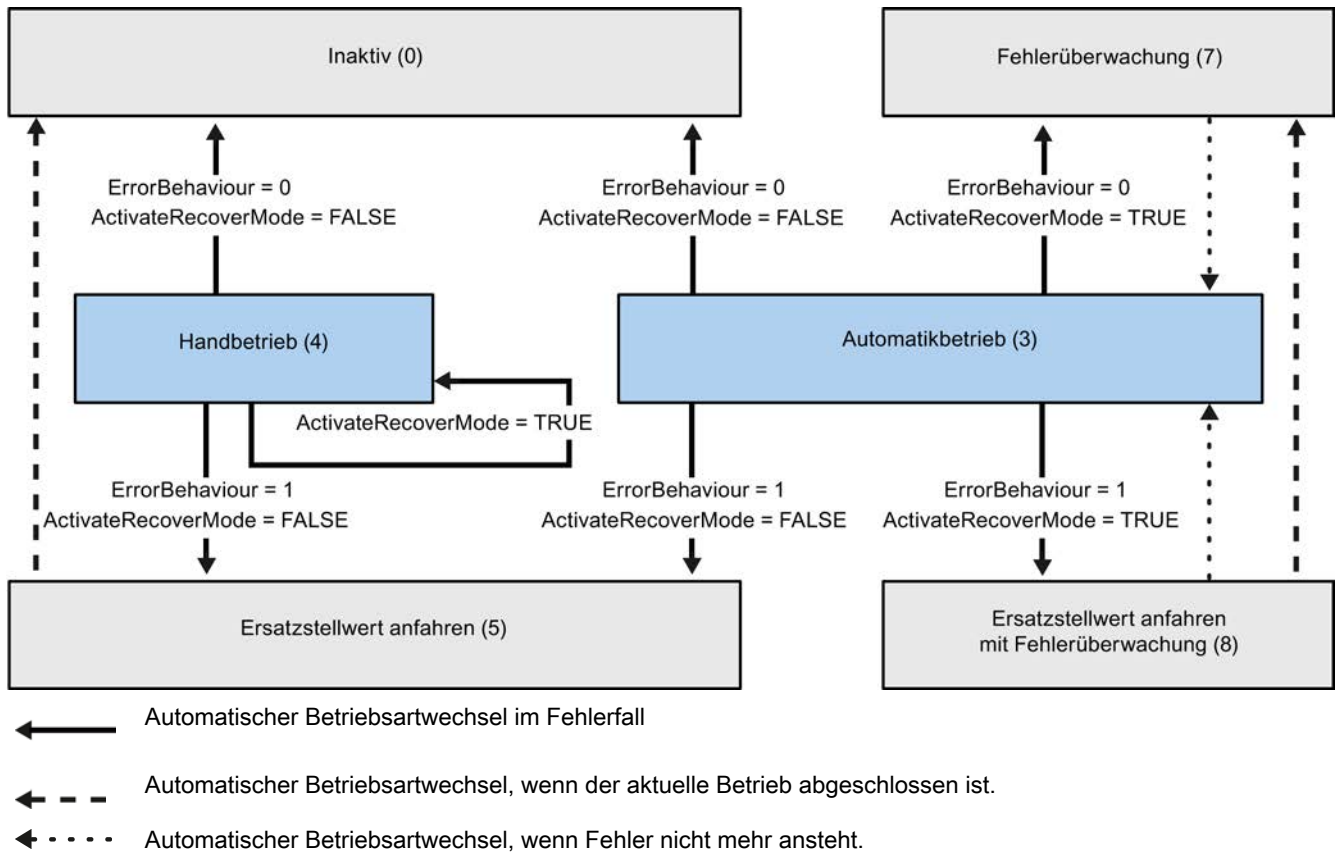 Inaktiv (0)
Fehlerüberwachung (7)
ErrorBehaviour = 0
ActivateRecoverMode = FALSE
ErrorBehaviour = 0
ActivateRecoverMode = FALSE
ErrorBehaviour = 0
ActivateRecoverMode = TRUE
Handbetrieb (4)
Automatikbetrieb (3)
ActivateRecoverMode = TRUE
ErrorBehaviour = 1
ActivateRecoverMode = FALSE
ErrorBehaviour = 1
ActivateRecoverMode = FALSE
ErrorBehaviour = 1
ActivateRecoverMode = TRUE
Ersatzstellwert anfahren (5)
Ersatzstellwert anfahren
mit Fehlerüberwachung (8)
Automatischer Betriebsartwechsel im Fehlerfall
Automatischer Betriebsartwechsel, wenn der aktuelle Betrieb abgeschlossen ist.
Automatischer Betriebsartwechsel, wenn Fehler nicht mehr ansteht.